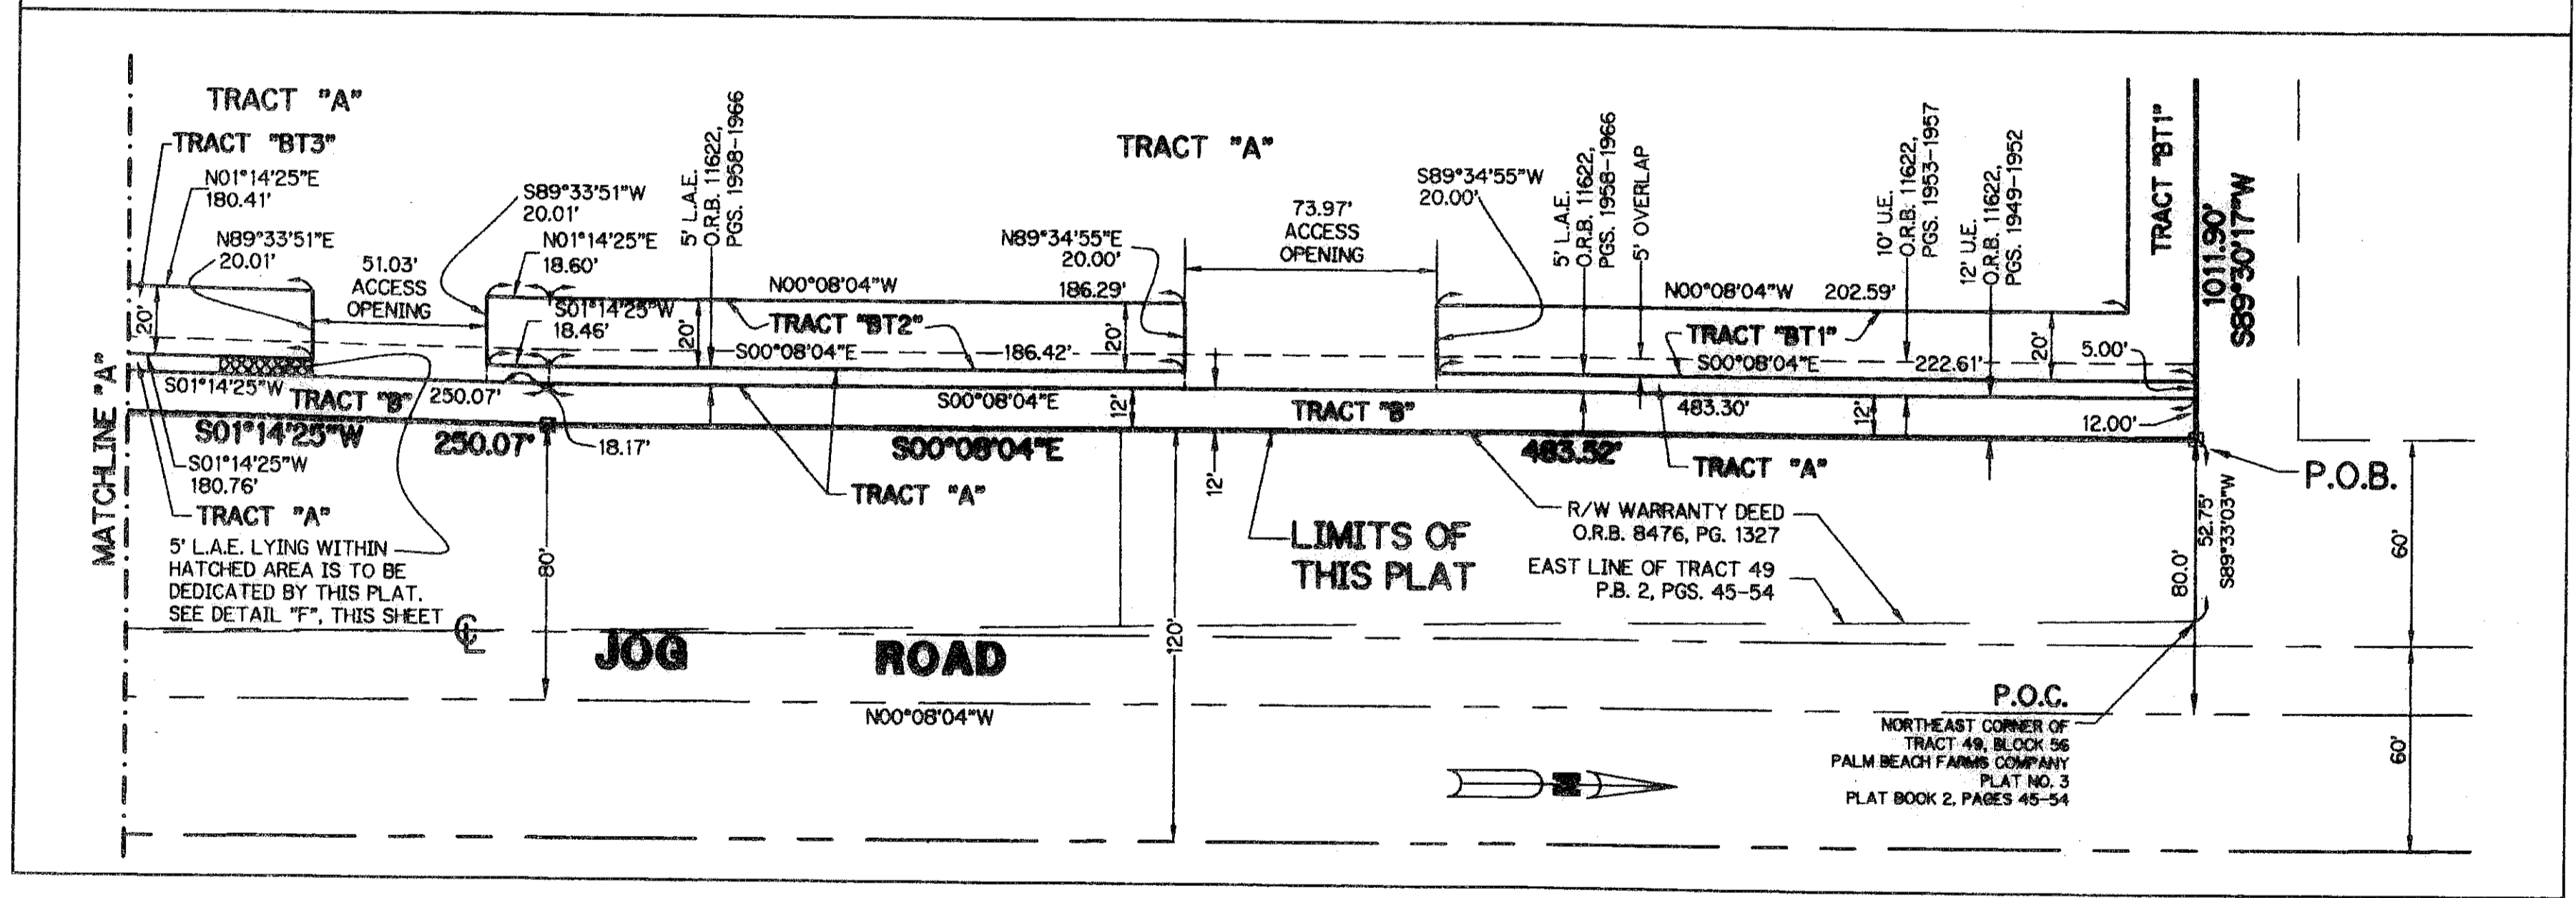 TRACT "A"
TRACT "BT3"
N01°14'25"E
180.41'
N89°33'51"E
20.01'
51.03'
ACCESS
OPENING
20'
S89°33'51"W
20.01'
N01°14'25"E
18.60'
S01°14'25"W
18.46'
5' L.A.E.
O.R.B. 11622,
PGS. 1958-1966
20'
N00°08'04"W
186.29'
TRACT "BT2"
S00°08'04"E
186.42'
20'
TRACT "A"
N89°34'55"E
20.00'
73.97'
ACCESS
OPENING
S89°34'55"W
20.00'
5' L.A.E.
O.R.B. 11622,
PGS. 1958-1966
5' OVERLAP
10' U.E.
O.R.B. 11622,
PGS. 1953-1957
12' U.E.
O.R.B. 11622,
PGS. 1949-1952
N00°08'04"W
202.59'
TRACT "BT1"
S00°08'04"E
222.61'
20'
5.00'
TRACT "BT1"
1011.90'
S89°30'17"W
S01°14'25"W
TRACT "B"
250.07'
S00°08'04"E
12'
TRACT "B"
483.30'
12'
12.00'
MATCHLINE "A"
S01°14'25"W
250.07'
18.17'
S00°08'04"E
483.52'
TRACT "A"
P.O.B.
S01°14'25"W
180.76'
TRACT "A"
TRACT "A"
12'
5' L.A.E. LYING WITHIN
HATCHED AREA IS TO BE
DEDICATED BY THIS PLAT.
SEE DETAIL "F", THIS SHEET
80'
LIMITS OF
THIS PLAT
R/W WARRANTY DEED
O.R.B. 8476, PG. 1327
EAST LINE OF TRACT 49
P.B. 2, PGS. 45-54
80.0'
52.75'
S89°33'03"W
60'
CL
JOG ROAD
120'
N00°08'04"W
P.O.C.
NORTHEAST CORNER OF
TRACT 49, BLOCK 56
PALM BEACH FARMS COMPANY
PLAT NO. 3
PLAT BOOK 2, PAGES 45-54
60'